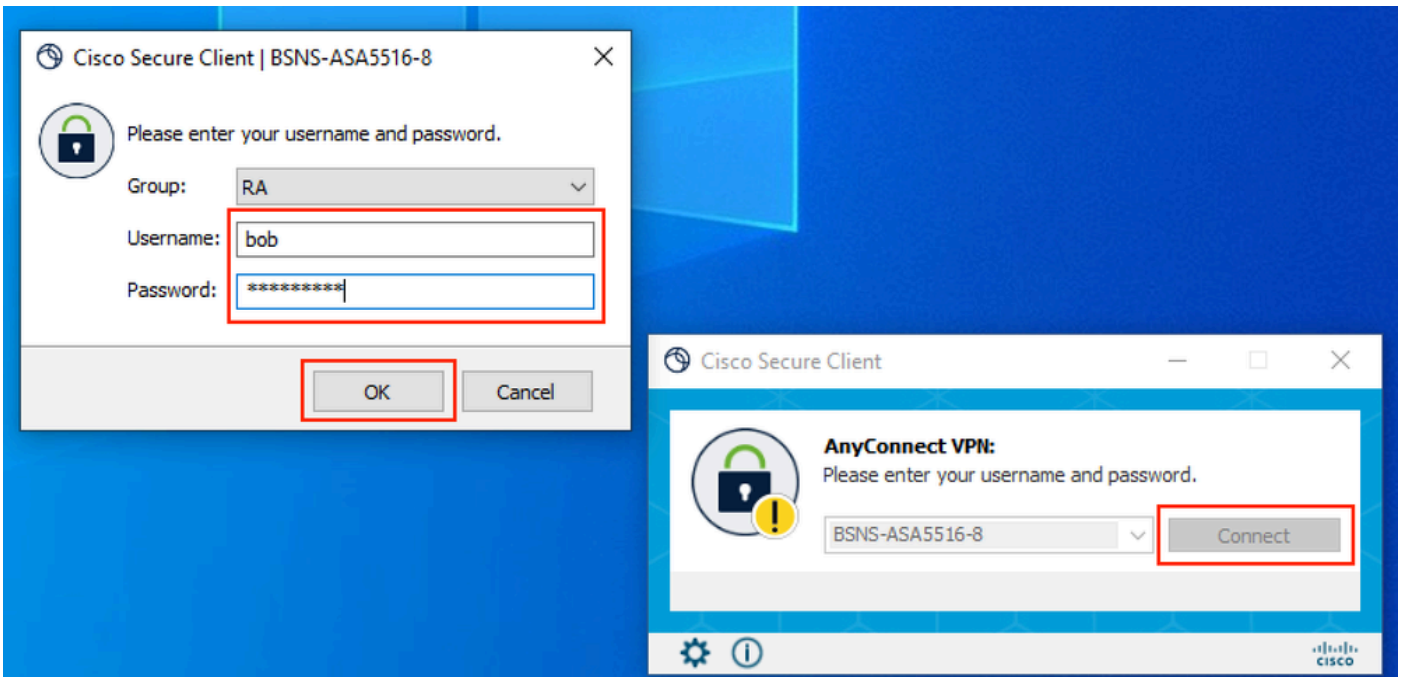 Cisco Secure Client | BSNS-ASA5516-8
Please enter your username and password.
Group: RA
Username: bob
Password: *********
OK Cancel
Cisco Secure Client
AnyConnect VPN:
Please enter your username and password.
BSNS-ASA5516-8 Connect
CISCO